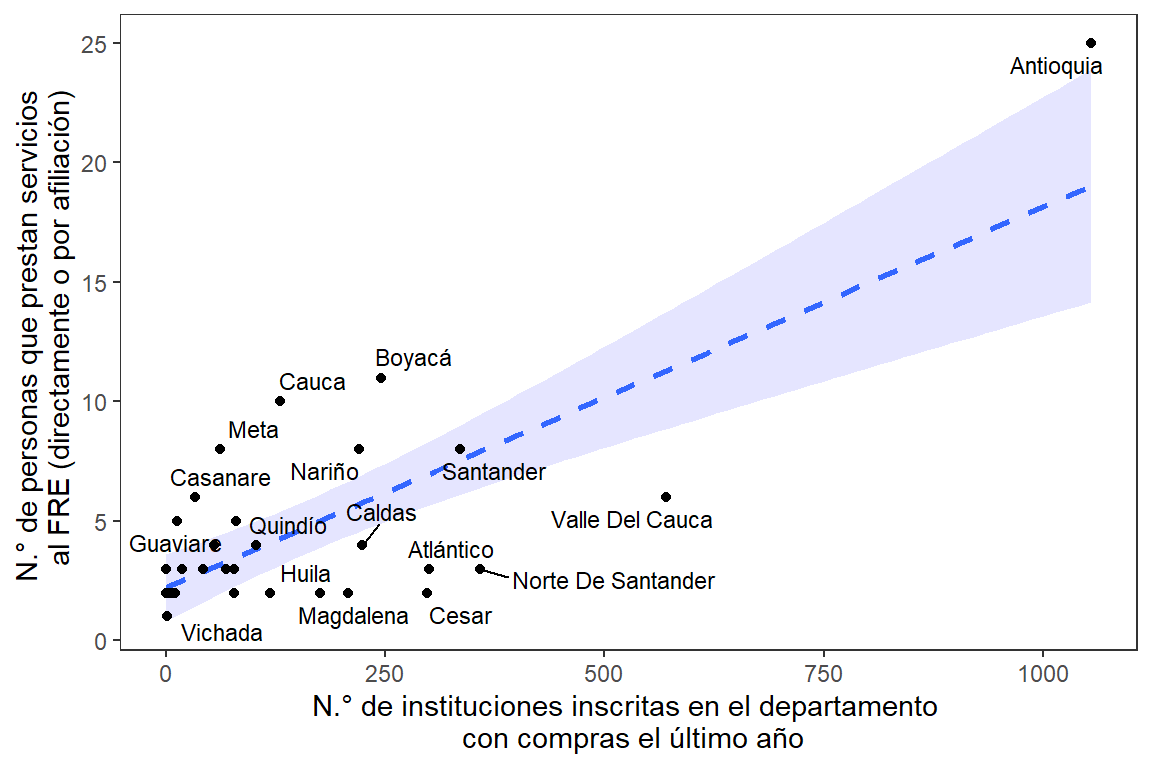 N.° de personas que prestan servicios
al FRE (directamente o por afiliación)
25
20
15
10
5
0
Antioquia
Boyacá
Cauca
Meta
Nariño
Santander
Casanare
Caldas
Valle Del Cauca
Quindío
Guaviare
Atlántico
Huila
Norte De Santander
Magdalena
Cesar
Vichada
0
250
500
750
1000
N.° de instituciones inscritas en el departamento
con compras el último año